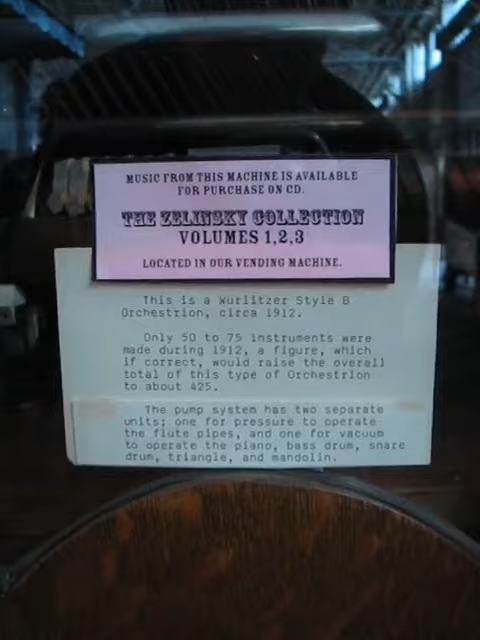 MUSIC FROM THIS MACHINE IS AVAILABLE
FOR PURCHASE ON CD.
THE ZELINSKY COLLECTION
VOLUMES 1,2,3
LOCATED IN OUR VENDING MACHINE.
This is a Wurlitzer Style B
Orchestrion, circa 1912.
Only 50 to 75 instruments were
made during 1912, a figure, which
if correct, would raise the overall
total of this type of Orchestrion
to about 425.
The pump system has two separate
units; one for pressure to operate
the flute pipes, and one for vacuum
to operate the piano, bass drum, snare
drum, triangle, and mandolin.